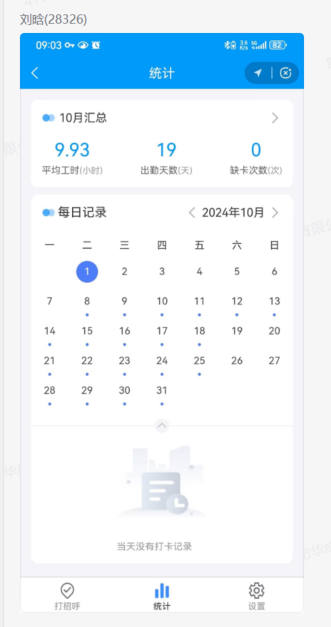 刘晗(28326)
09:03
82
统计
10月汇总
9.93
19
0
平均工时(小时)
出勤天数(天)
缺卡次数(次)
每日记录
2024年10月
一 二 三 四 五 六 日
1 2 3 4 5 6
7 8 9 10 11 12 13
14 15 16 17 18 19 20
21 22 23 24 25 26 27
28 29 30 31
当天没有打卡记录
打招呼
统计
设置